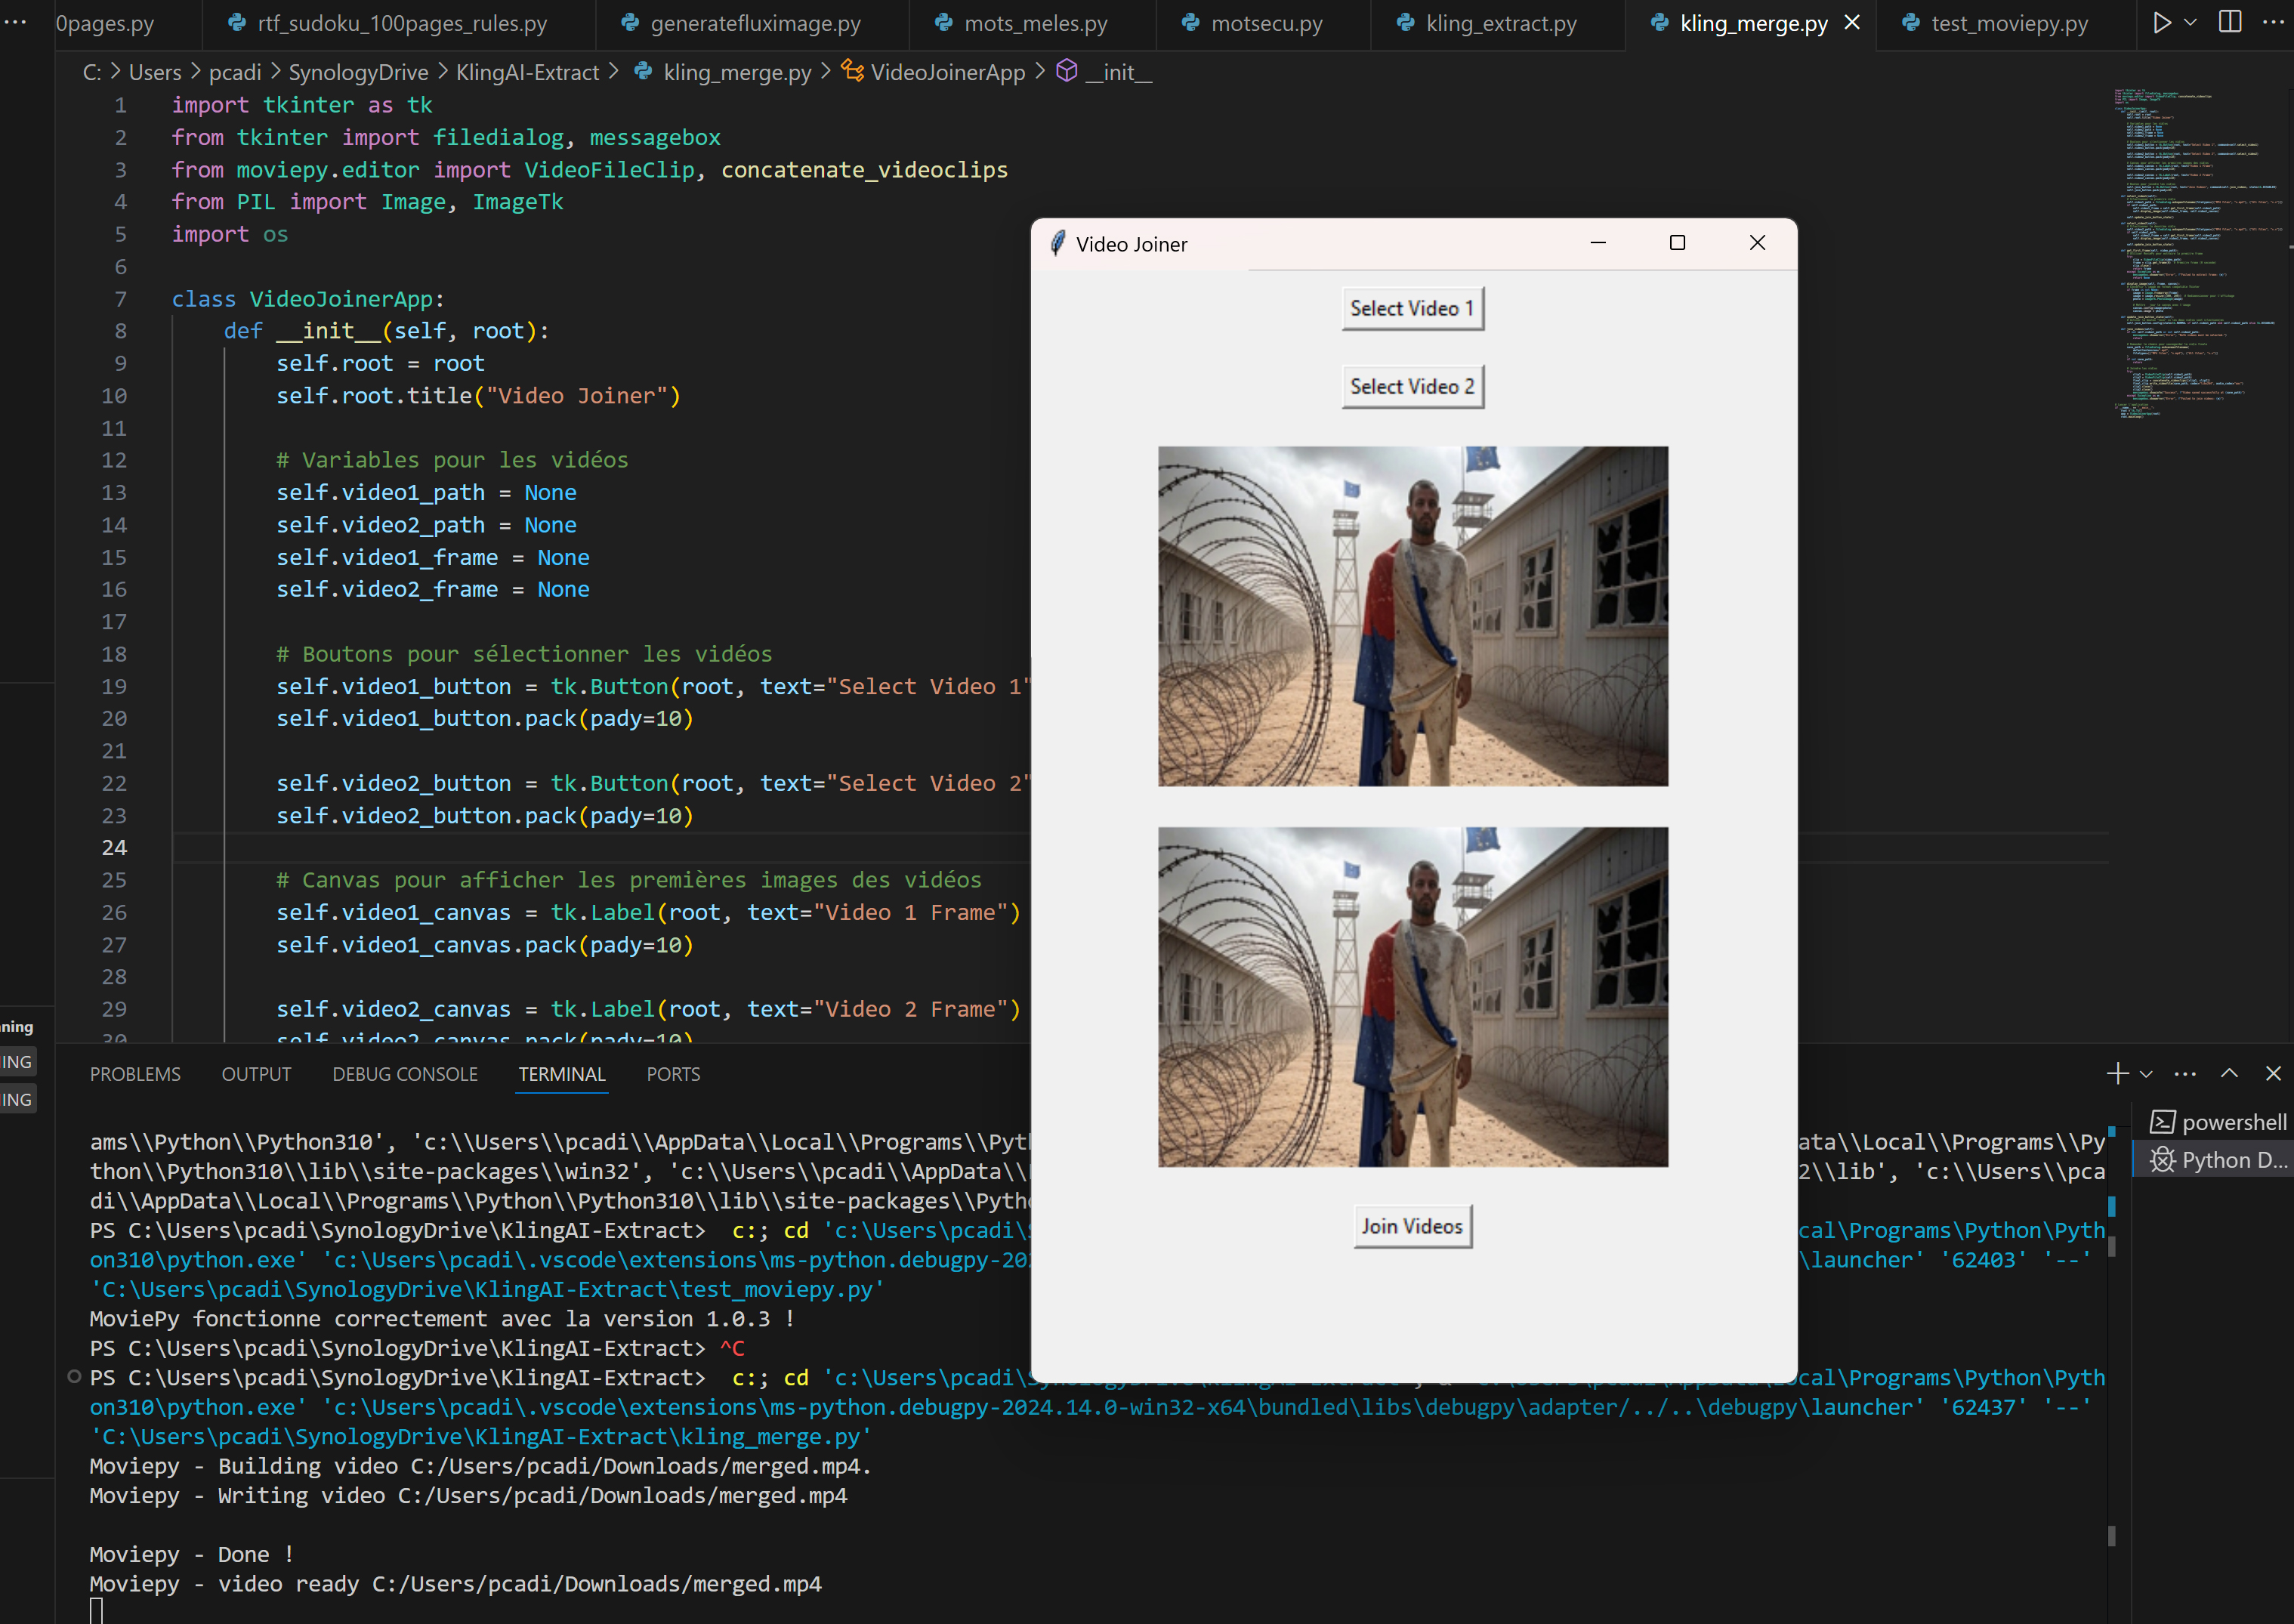 0pages.py rtf_sudoku_100pages_rules.py generatefluximage.py mots_meles.py motsecu.py kling_extract.py kling_merge.py test_moviepy.py
C: > Users > pcadi > SynologyDrive > KlingAI-Extract > kling_merge.py > VideoJoinerApp > __init__
1 import tkinter as tk
2 from tkinter import filedialog, messagebox
3 from moviepy.editor import VideoFileClip, concatenate_videoclips
4 from PIL import Image, ImageTk
5 import os
6
7 class VideoJoinerApp:
8 def __init__(self, root):
9 self.root = root
10 self.root.title("Video Joiner")
11
12 # Variables pour les vidéos
13 self.video1_path = None
14 self.video2_path = None
15 self.video1_frame = None
16 self.video2_frame = None
17
18 # Boutons pour sélectionner les vidéos
19 self.video1_button = tk.Button(root, text="Select Video 1"
20 self.video1_button.pack(pady=10)
21
22 self.video2_button = tk.Button(root, text="Select Video 2"
23 self.video2_button.pack(pady=10)
24
25 # Canvas pour afficher les premières images des vidéos
26 self.video1_canvas = tk.Label(root, text="Video 1 Frame")
27 self.video1_canvas.pack(pady=10)
28
29 self.video2_canvas = tk.Label(root, text="Video 2 Frame")
30 self.video2_canvas.pack(pady=10)
Video Joiner
Select Video 1
Select Video 2
Join Videos
ning
ING
ING
PROBLEMS OUTPUT DEBUG CONSOLE TERMINAL PORTS
powershell
Python D...
ams\\Python\\Python310', 'c:\\Users\\pcadi\\AppData\\Local\\Programs\\Pyt ata\\Local\\Programs\\Py
thon\\Python310\\lib\\site-packages\\win32', 'c:\\Users\\pcadi\\AppData\\ 2\\lib', 'c:\\Users\\pca
di\\AppData\\Local\\Programs\\Python\\Python310\\lib\\site-packages\\Pytho
PS C:\Users\pcadi\SynologyDrive\KlingAI-Extract> c:; cd 'c:\Users\pcadi\ cal\Programs\Python\Pyth
on310\python.exe' 'c:\Users\pcadi\.vscode\extensions\ms-python.debugpy-202 \launcher' '62403' '--'
'C:\Users\pcadi\SynologyDrive\KlingAI-Extract\test_moviepy.py'
MoviePy fonctionne correctement avec la version 1.0.3 !
PS C:\Users\pcadi\SynologyDrive\KlingAI-Extract> ^C
PS C:\Users\pcadi\SynologyDrive\KlingAI-Extract> c:; cd 'c:\Users\pcadi\ cal\Programs\Python\Pyth
on310\python.exe' 'c:\Users\pcadi\.vscode\extensions\ms-python.debugpy-2024.14.0-win32-x64\bundled\libs\debugpy\adapter/../..\debugpy\launcher' '62437' '--'
'C:\Users\pcadi\SynologyDrive\KlingAI-Extract\kling_merge.py'
Moviepy - Building video C:/Users/pcadi/Downloads/merged.mp4.
Moviepy - Writing video C:/Users/pcadi/Downloads/merged.mp4
Moviepy - Done !
Moviepy - video ready C:/Users/pcadi/Downloads/merged.mp4